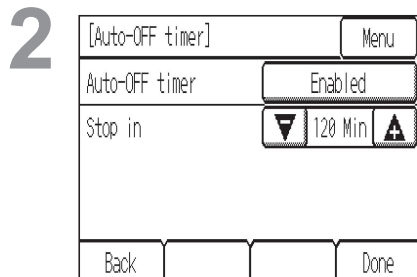 2
[Auto-OFF timer] Menu
Auto-OFF timer Enabled
Stop in 120 Min
Back Done